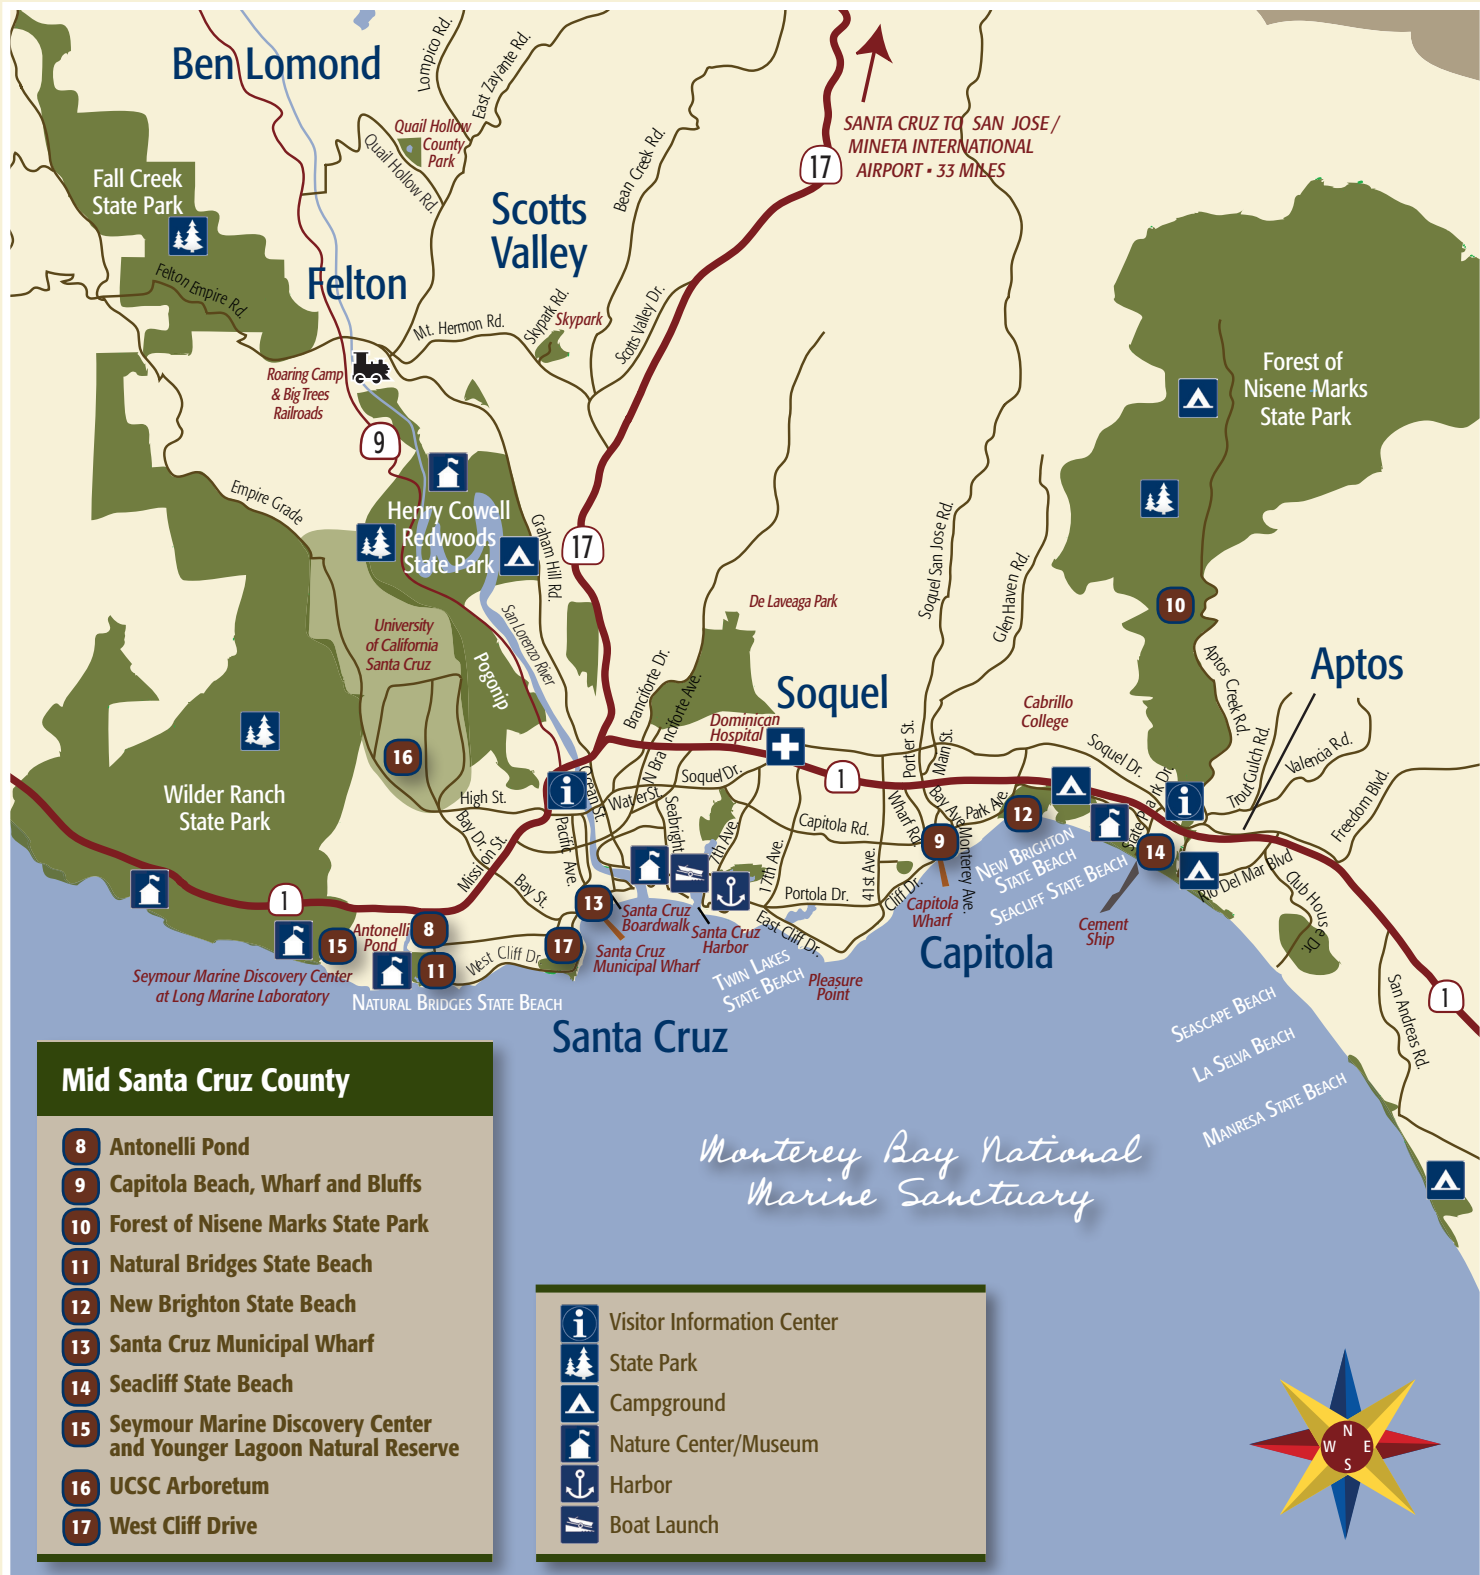 Ben Lomond
Lompico Rd.
East Zayante Rd.
Quail Hollow
County
Park
Quail Hollow Rd.
Bean Creek Rd.
SANTA CRUZ TO SAN JOSE /
MINETA INTERNATIONAL
AIRPORT • 33 MILES
17
Fall Creek
State Park
Scotts
Valley
Felton Empire Rd.
Felton
Mt. Hermon Rd.
Skypark Rd.
Skypark
Scotts Valley Dr.
Roaring Camp
& Big Trees
Railroads
9
Forest of
Nisene Marks
State Park
Empire Grade
Henry Cowell
Redwoods
State Park
Graham Hill Rd.
17
Soquel San Jose Rd.
Glen Haven Rd.
10
De Laveaga Park
University
of California
Santa Cruz
San Lorenzo River
Pogonip
Branciforte Dr.
N Branciforte Ave.
Soquel
Dominican
Hospital
Cabrillo
College
Aptos Creek Rd.
Aptos
16
Porter St.
Main St.
Soquel Dr.
Trout Gulch Rd.
Valencia Rd.
Freedom Blvd.
Wilder Ranch
State Park
High St.
Ocean St.
Water St.
Soquel Dr.
1
State Park Dr.
Bay Dr.
Mission St.
Pacific Ave.
Seabright
7th Ave.
17th Ave.
Capitola Rd.
Wharf Rd.
Bay Ave.
Park Ave.
12
9
Monterey Ave.
14
New Brighton
State Beach
Seacliff State Beach
Rio Del Mar Blvd
Club House Dr.
1
Bay St.
13
41st Ave.
Portola Dr.
Cliff Dr.
Capitola
Wharf
Cement
Ship
Antonelli
Pond
8
15
11
West Cliff Dr.
17
Santa Cruz
Boardwalk
Santa Cruz
Harbor
Santa Cruz
Municipal Wharf
East Cliff Dr.
Twin Lakes
State Beach
Pleasure
Point
Capitola
Seymour Marine Discovery Center
at Long Marine Laboratory
Natural Bridges State Beach
Santa Cruz
San Andreas Rd.
1
Seascape Beach
La Selva Beach
Manresa State Beach
Monterey Bay National
Marine Sanctuary
Mid Santa Cruz County
8 Antonelli Pond
9 Capitola Beach, Wharf and Bluffs
10 Forest of Nisene Marks State Park
11 Natural Bridges State Beach
12 New Brighton State Beach
13 Santa Cruz Municipal Wharf
14 Seacliff State Beach
15 Seymour Marine Discovery Center
and Younger Lagoon Natural Reserve
16 UCSC Arboretum
17 West Cliff Drive
Visitor Information Center
State Park
Campground
Nature Center/Museum
Harbor
Boat Launch
N
W E
S